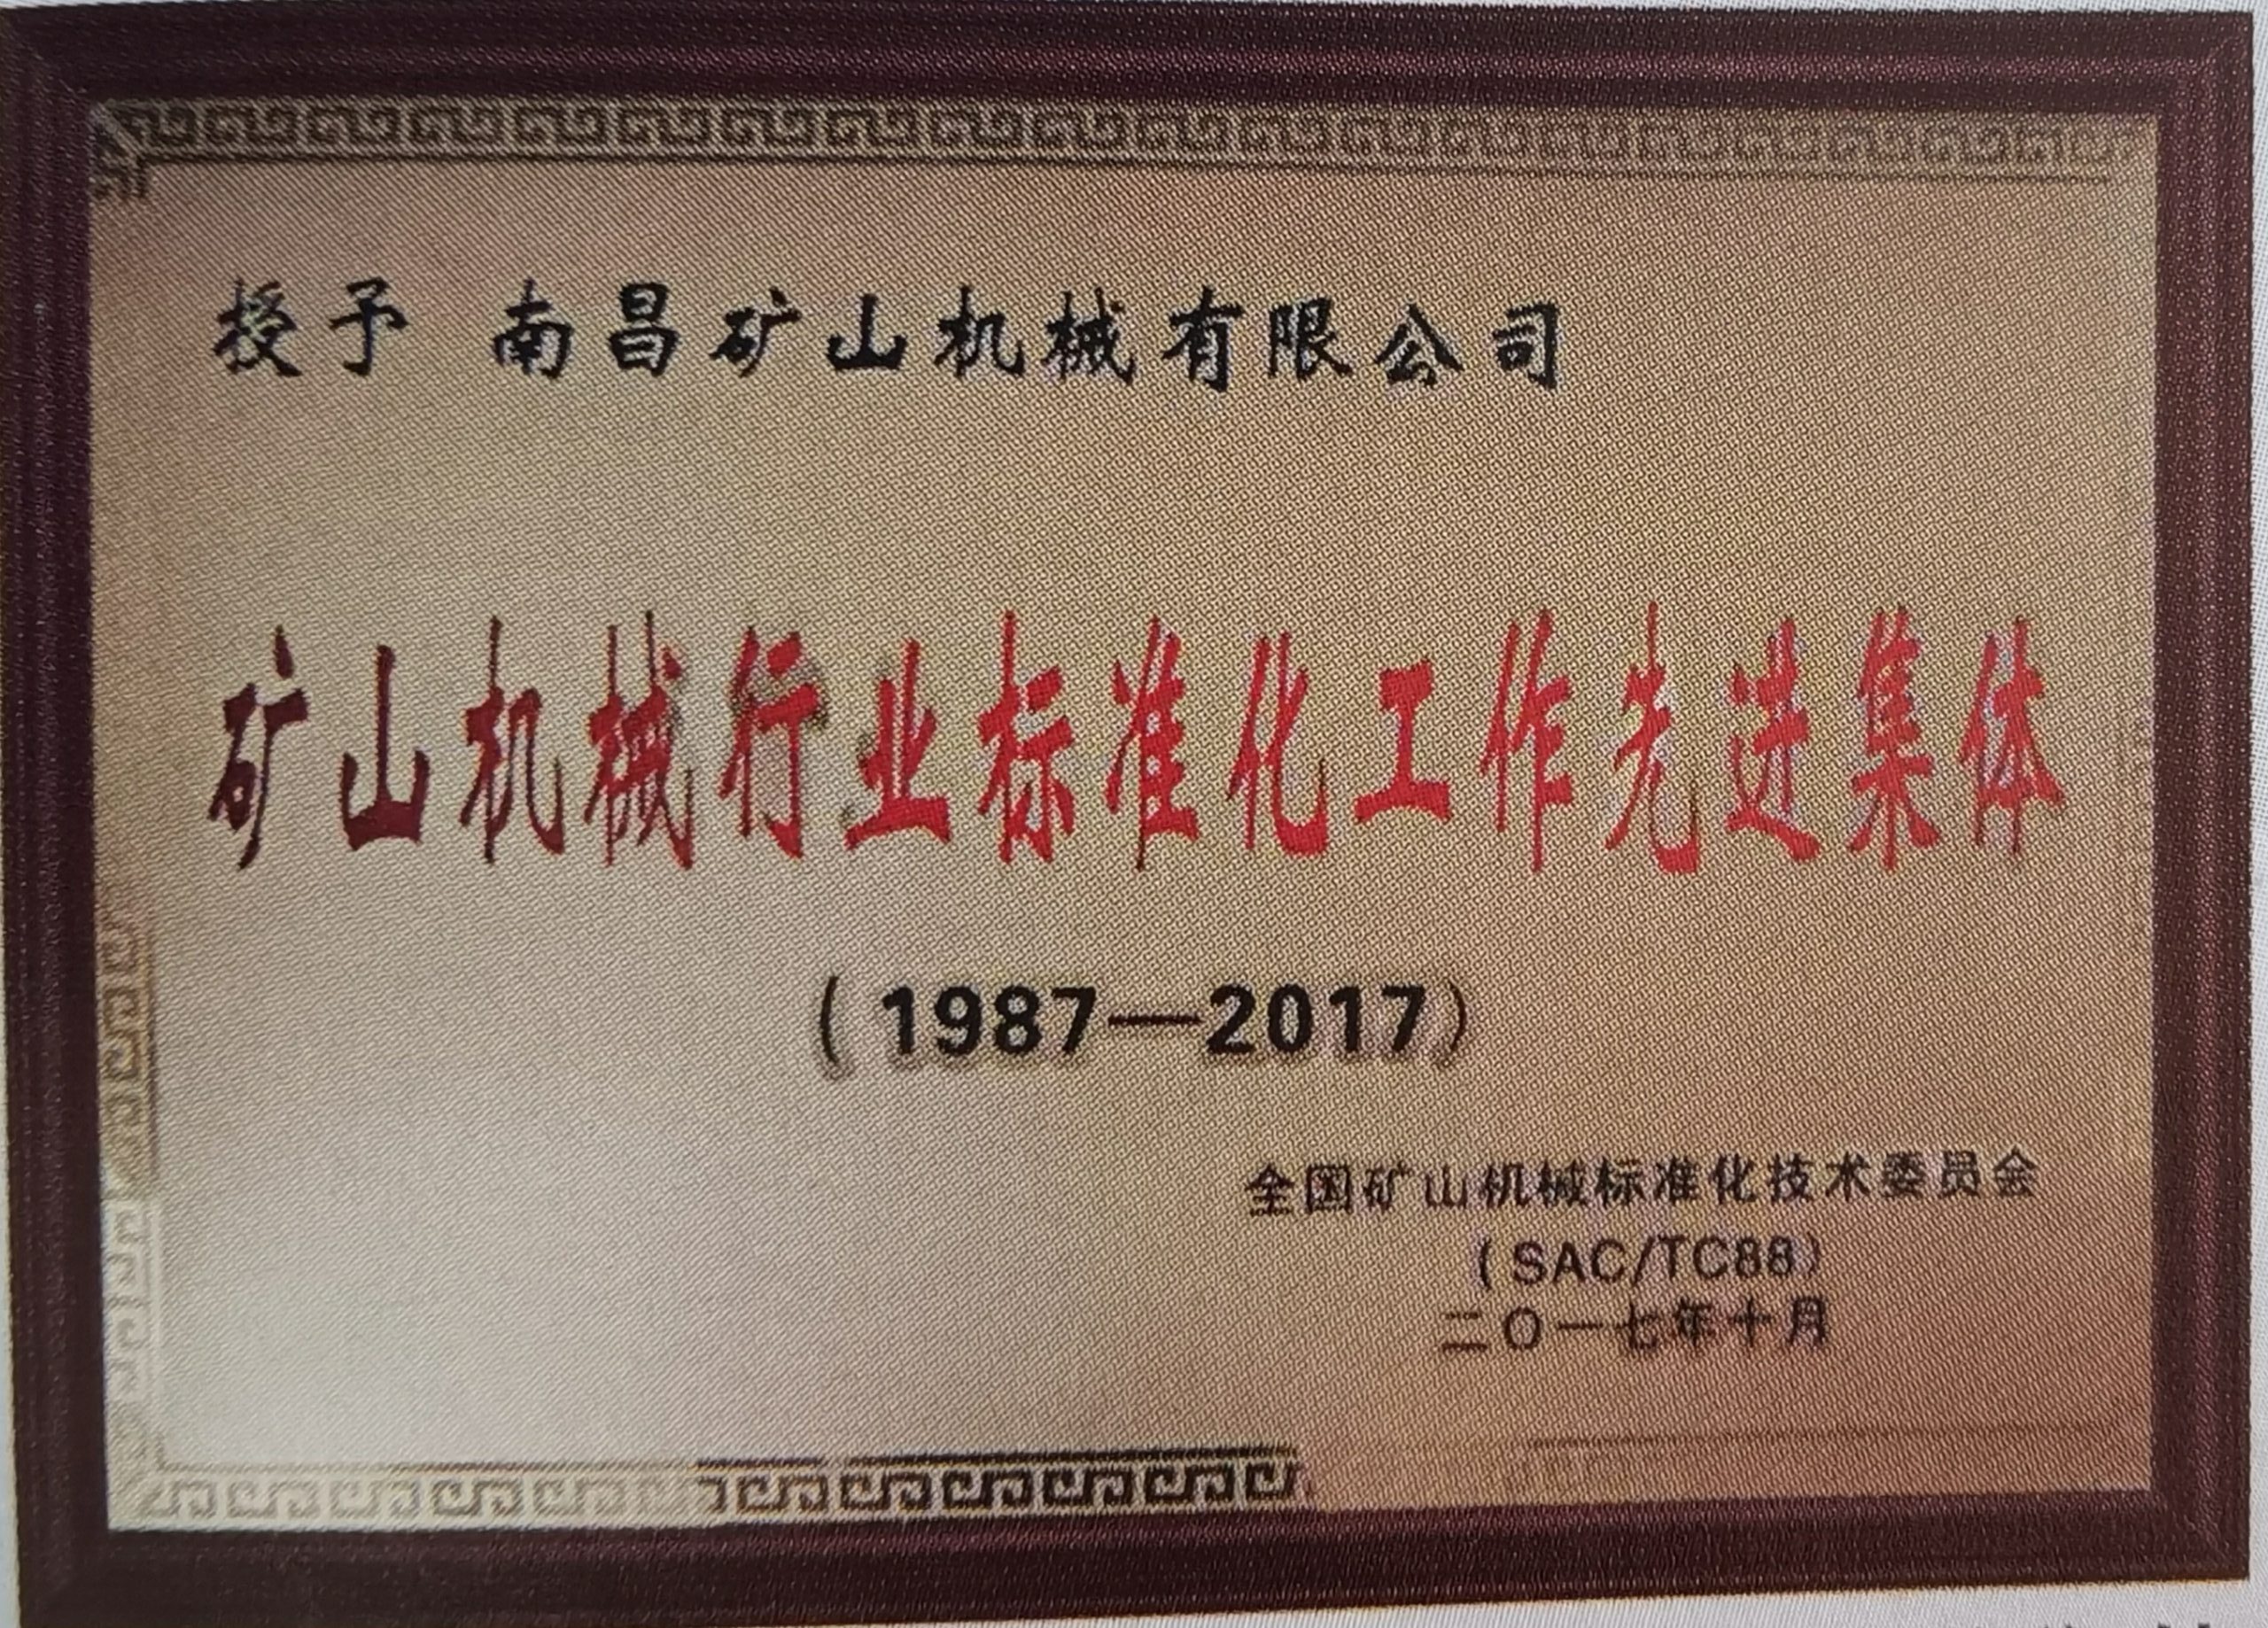 授予 南昌矿山机械有限公司
矿山机械行业标准化工作先进集体
(1987—2017)
全国矿山机械标准化技术委员会
(SAC/TC88)
二〇一七年十月